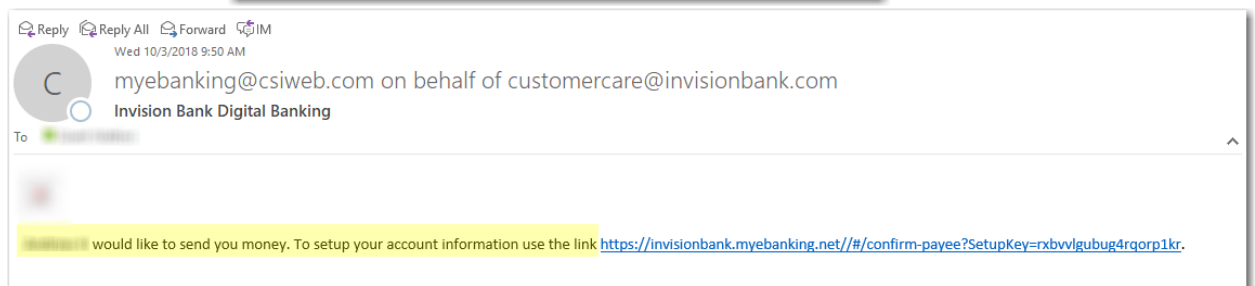 Reply Reply All Forward IM
Wed 10/3/2018 9:50 AM
C
myebanking@csiweb.com on behalf of customercare@invisionbank.com
Invision Bank Digital Banking
To
would like to send you money. To setup your account information use the link https://invisionbank.myebanking.net//#/confirm-payee?SetupKey=rxbvvlgubug4rqorp1kr.